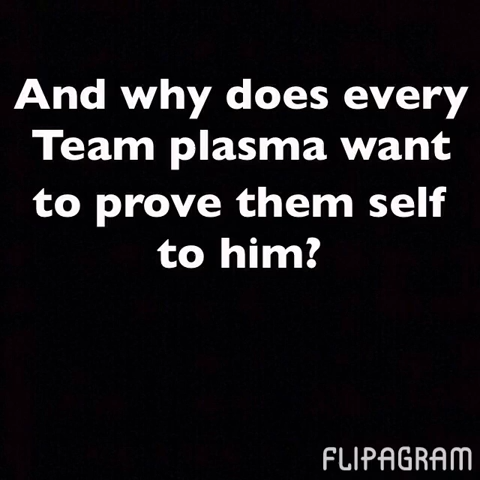 And why does every
Team plasma want
to prove them self
to him?
FLIPAGRAM